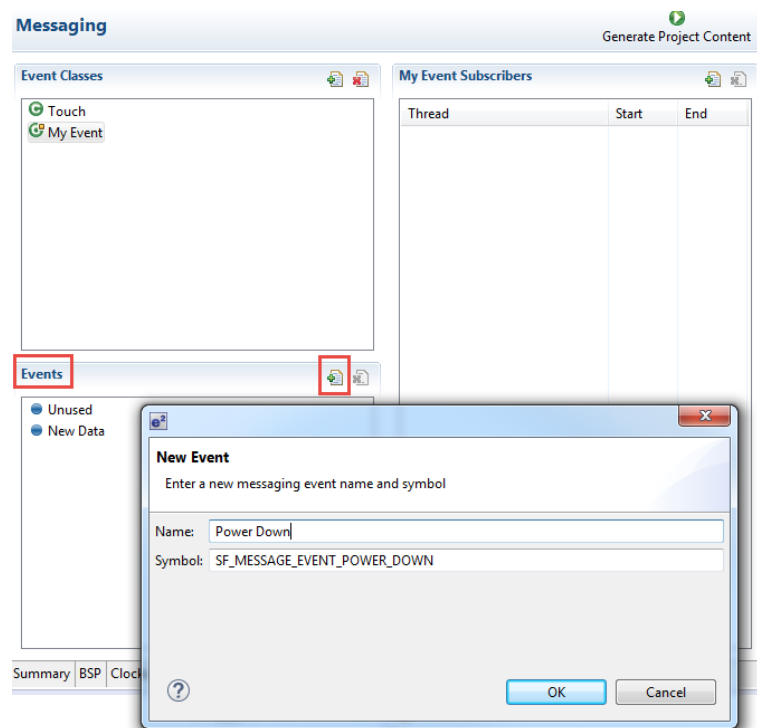 Messaging
Generate Project Content
Event Classes
My Event Subscribers
Touch
My Event
Thread Start End
Events
Unused
New Data
e²
New Event
Enter a new messaging event name and symbol
Name: Power Down
Symbol: SF_MESSAGE_EVENT_POWER_DOWN
Summary BSP
?
OK Cancel